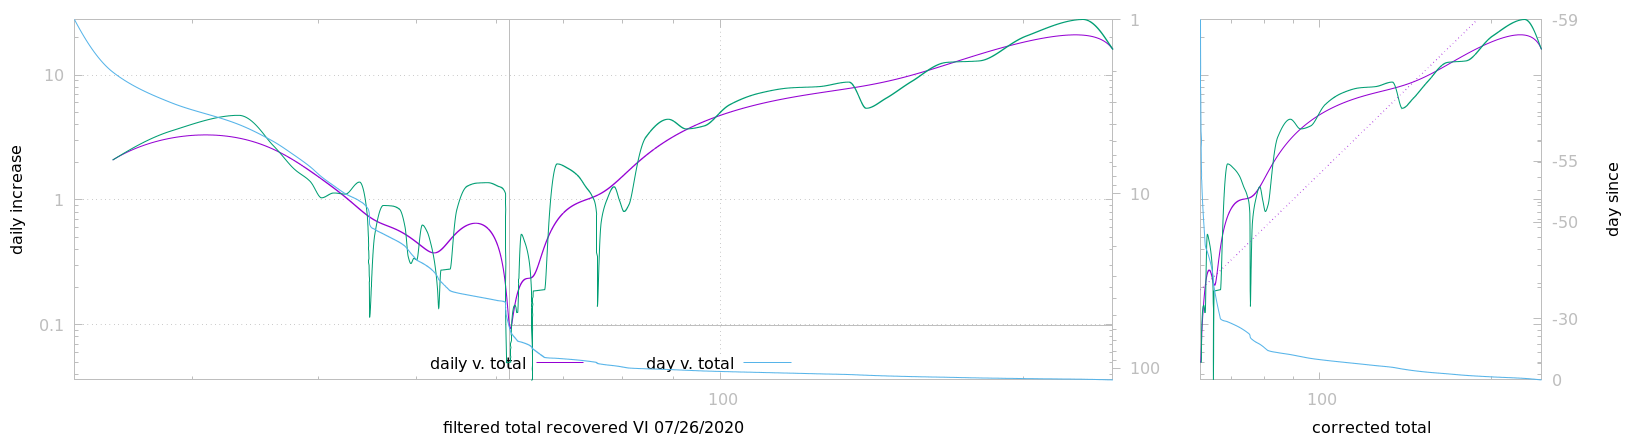 daily increase
10
1
0.1
daily v. total
day v. total
100
filtered total recovered VI 07/26/2020
1
10
100
100
corrected total
-59
-55
-50
-30
0
day since